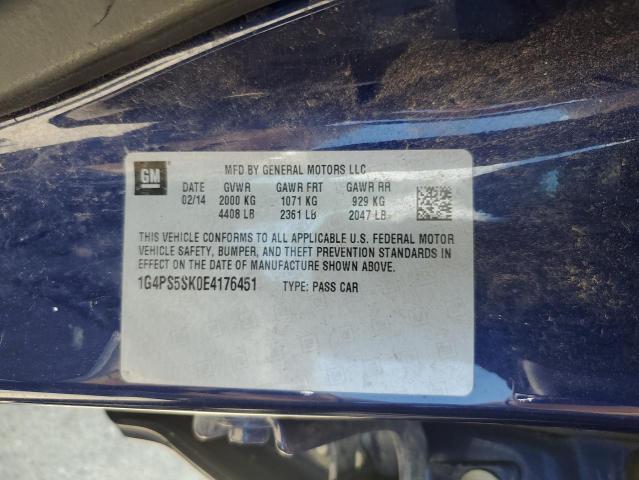 GM
MFD BY GENERAL MOTORS LLC
DATE GVWR GAWR FRT GAWR RR
02/14 2000 KG 1071 KG 929 KG
4408 LB 2361 LB 2047 LB
THIS VEHICLE CONFORMS TO ALL APPLICABLE U.S. FEDERAL MOTOR
VEHICLE SAFETY, BUMPER, AND THEFT PREVENTION STANDARDS IN
EFFECT ON THE DATE OF MANUFACTURE SHOWN ABOVE.
1G4PS5SK0E4176451 TYPE: PASS CAR